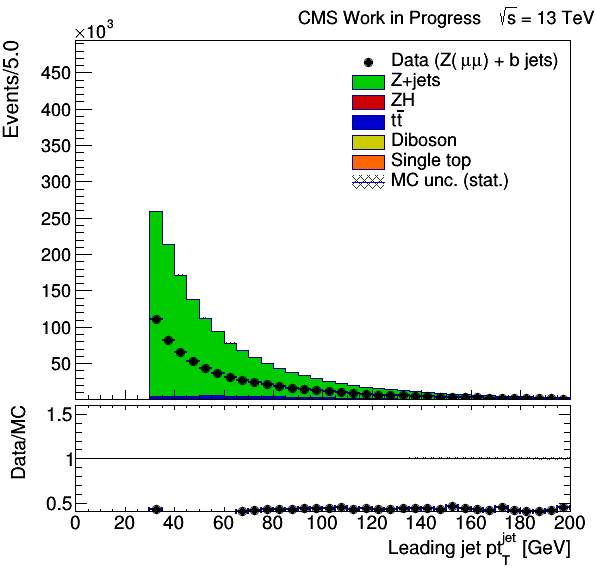 CMS Work in Progress √s = 13 TeV
×10³
Events/5.0
450
400
350
300
250
200
150
100
50
Data (Z(μμ) + b jets)
Z+jets
ZH
tt̅
Diboson
Single top
MC unc. (stat.)
Data/MC
1.5
1
0.5
0 20 40 60 80 100 120 140 160 180 200
Leading jet pt_T^jet [GeV]